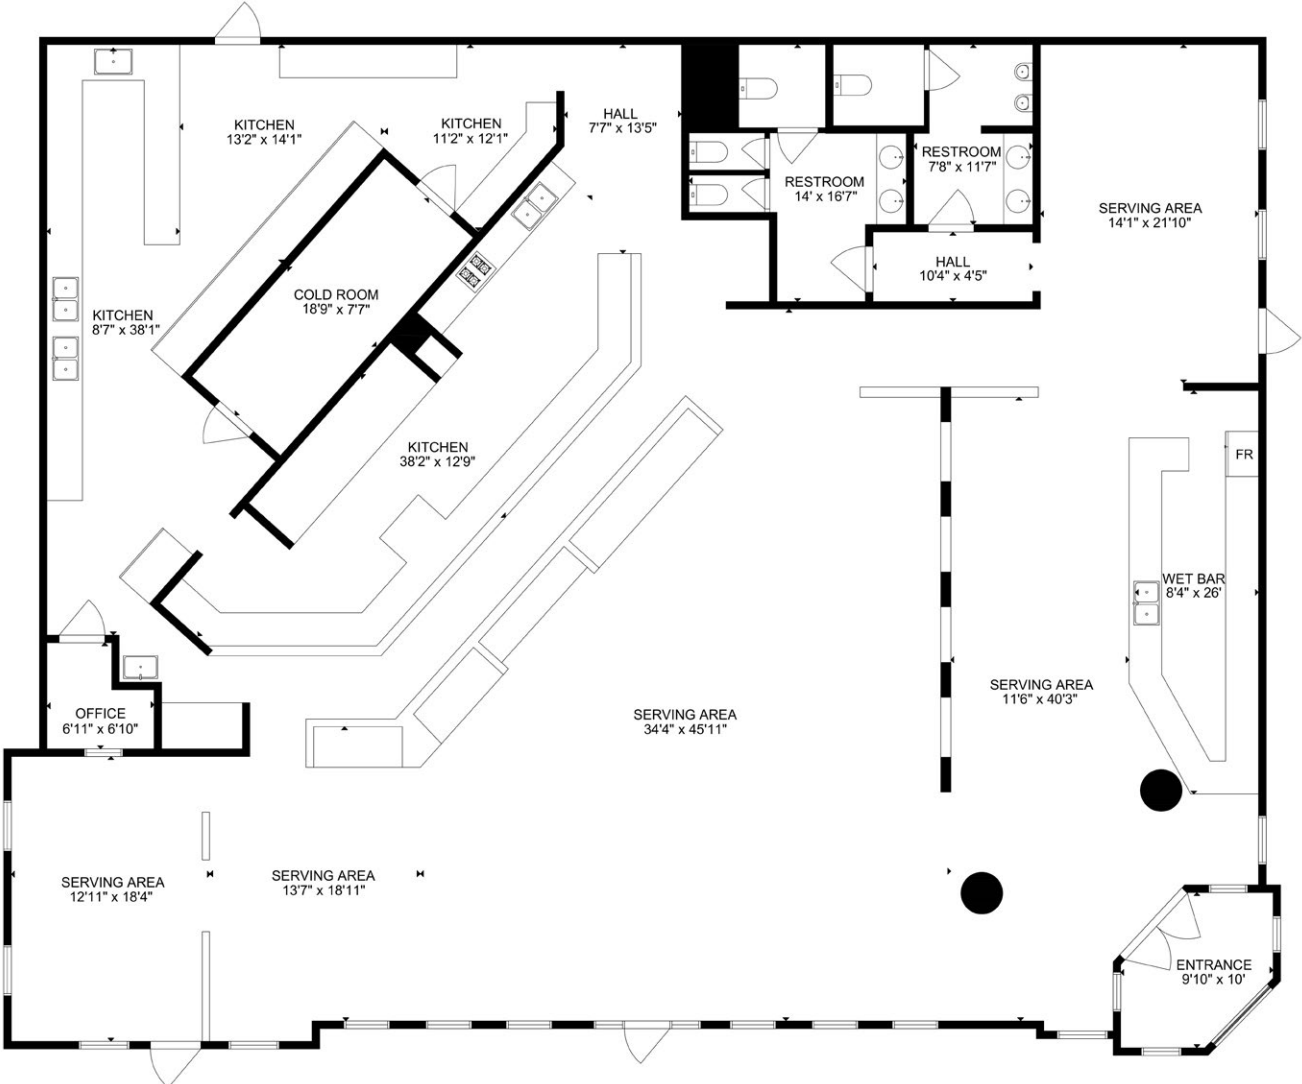 KITCHEN
13'2" x 14'1"
KITCHEN
11'2" x 12'1"
HALL
7'7" x 13'5"
RESTROOM
14' x 16'7"
RESTROOM
7'8" x 11'7"
SERVING AREA
14'1" x 21'10"
HALL
10'4" x 4'5"
COLD ROOM
18'9" x 7'7"
KITCHEN
8'7" x 38'1"
KITCHEN
38'2" x 12'9"
FR
WET BAR
8'4" x 26'
SERVING AREA
11'6" x 40'3"
OFFICE
6'11" x 6'10"
SERVING AREA
34'4" x 45'11"
SERVING AREA
12'11" x 18'4"
SERVING AREA
13'7" x 18'11"
ENTRANCE
9'10" x 10'